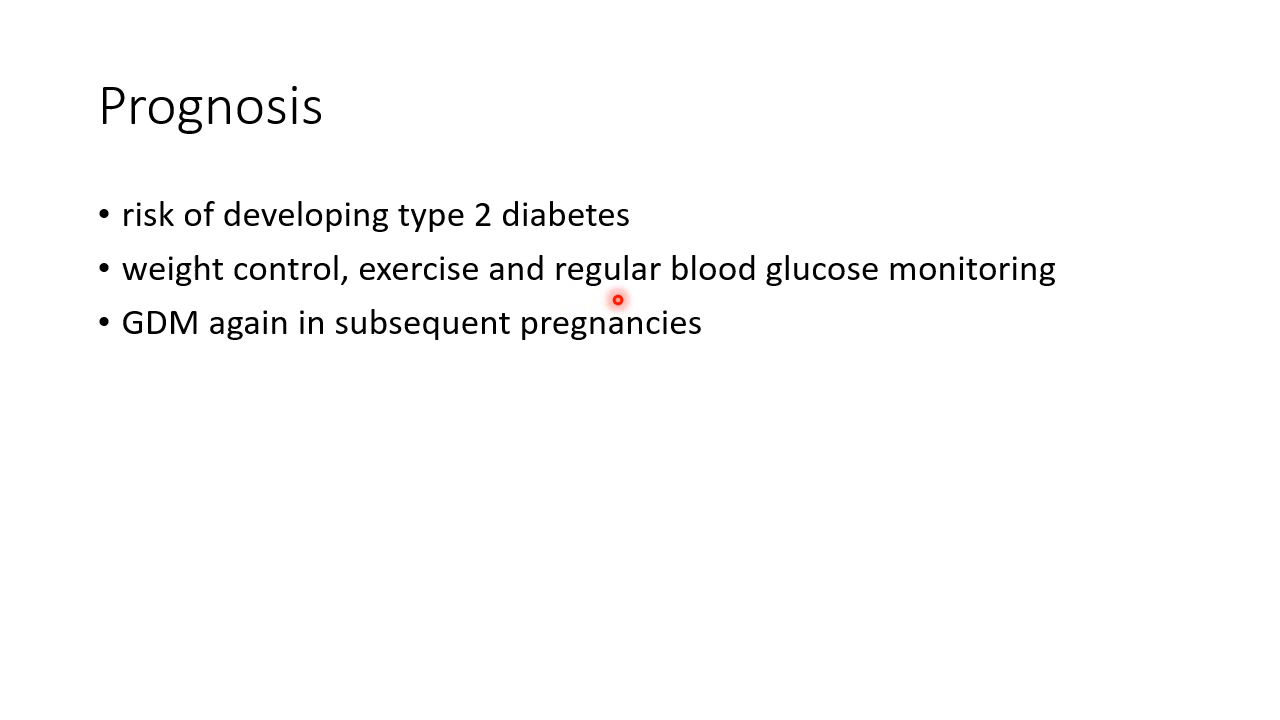 Prognosis
• risk of developing type 2 diabetes
• weight control, exercise and regular blood glucose monitoring
• GDM again in subsequent pregnancies